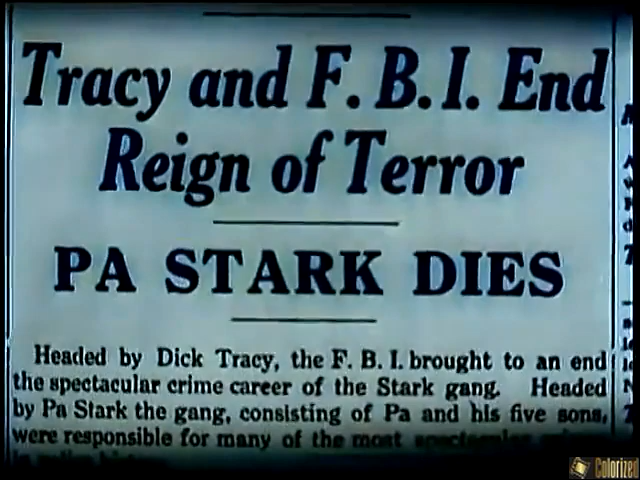 Tracy and F. B. I. End
Reign of Terror
PA STARK DIES
Headed by Dick Tracy, the F. B. I. brought to an end
the spectacular crime career of the Stark gang. Headed
by Pa Stark the gang, consisting of Pa and his five sons,
were responsible for many of the most spectacular
Colorized